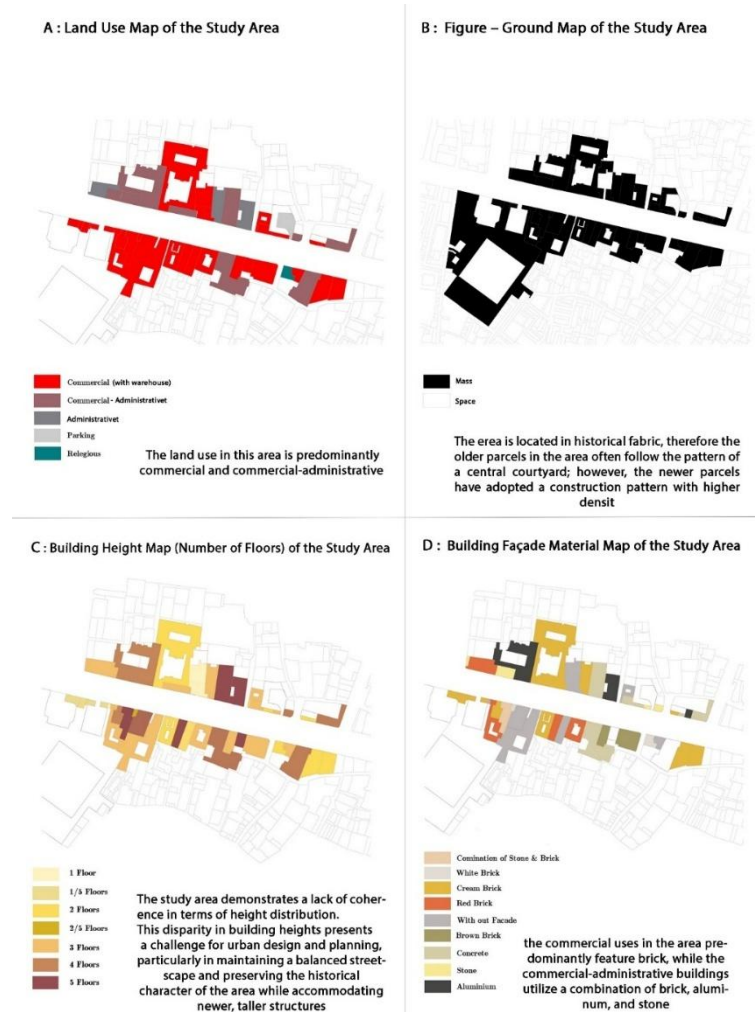 A : Land Use Map of the Study Area
Commercial (with warehouse)
Commercial - Administrativet
Administrativet
Parking
Relegious
The land use in this area is predominantly
commercial and commercial-administrative
B : Figure – Ground Map of the Study Area
Mass
Space
The erea is located in historical fabric, therefore the
older parcels in the area often follow the pattern of
a central courtyard; however, the newer parcels
have adopted a construction pattern with higher
densit
C : Building Height Map (Number of Floors) of the Study Area
1 Floor
1/5 Floors
2 Floors
2/5 Floors
3 Floors
4 Floors
5 Floors
The study area demonstrates a lack of coher-
ence in terms of height distribution.
This disparity in building heights presents
a challenge for urban design and planning,
particularly in maintaining a balanced street-
scape and preserving the historical
character of the area while accommodating
newer, taller structures
D : Building Façade Material Map of the Study Area
Comination of Stone & Brick
White Brick
Cream Brick
Red Brick
With out Facade
Brown Brick
Concrete
Stone
Aluminium
the commercial uses in the area pre-
dominantly feature brick, while the
commercial-administrative buildings
utilize a combination of brick, alumi-
num, and stone